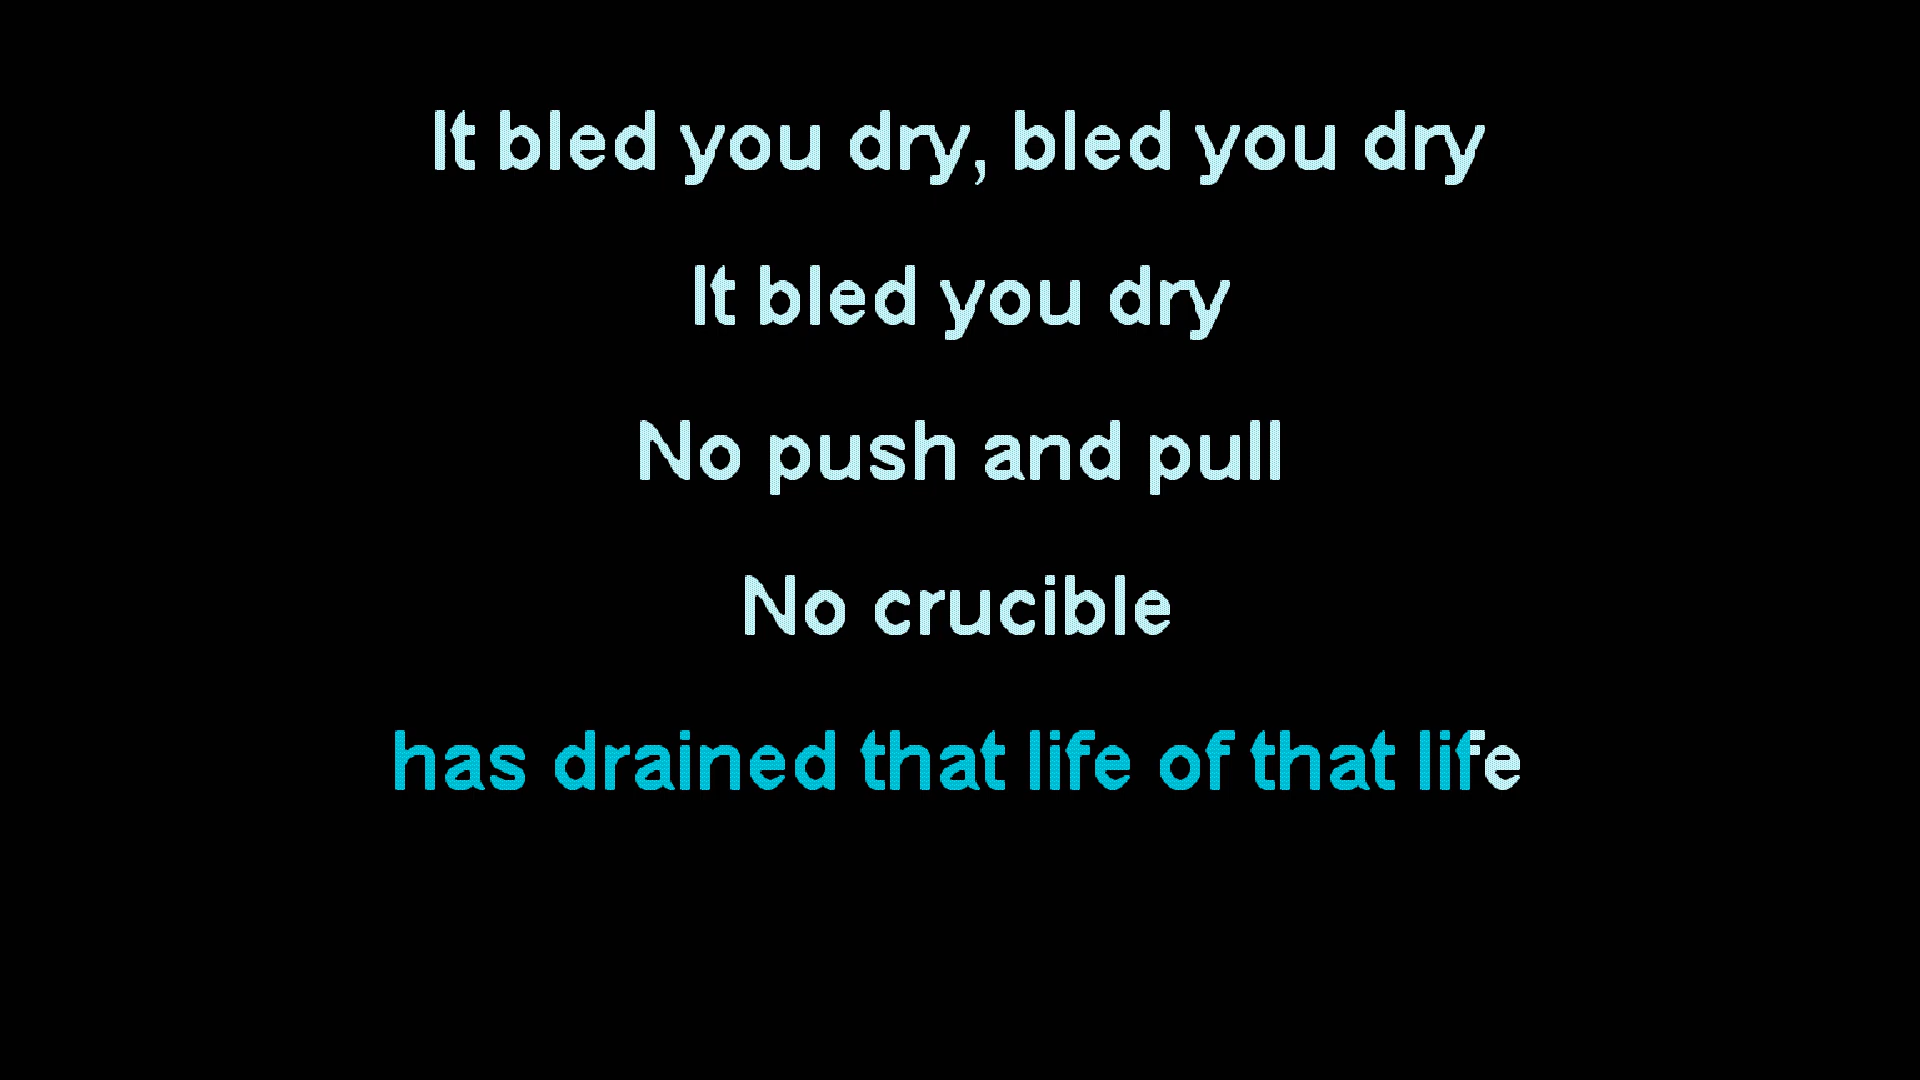 It bled you dry, bled you dry
It bled you dry
No push and pull
No crucible
has drained that life of that life